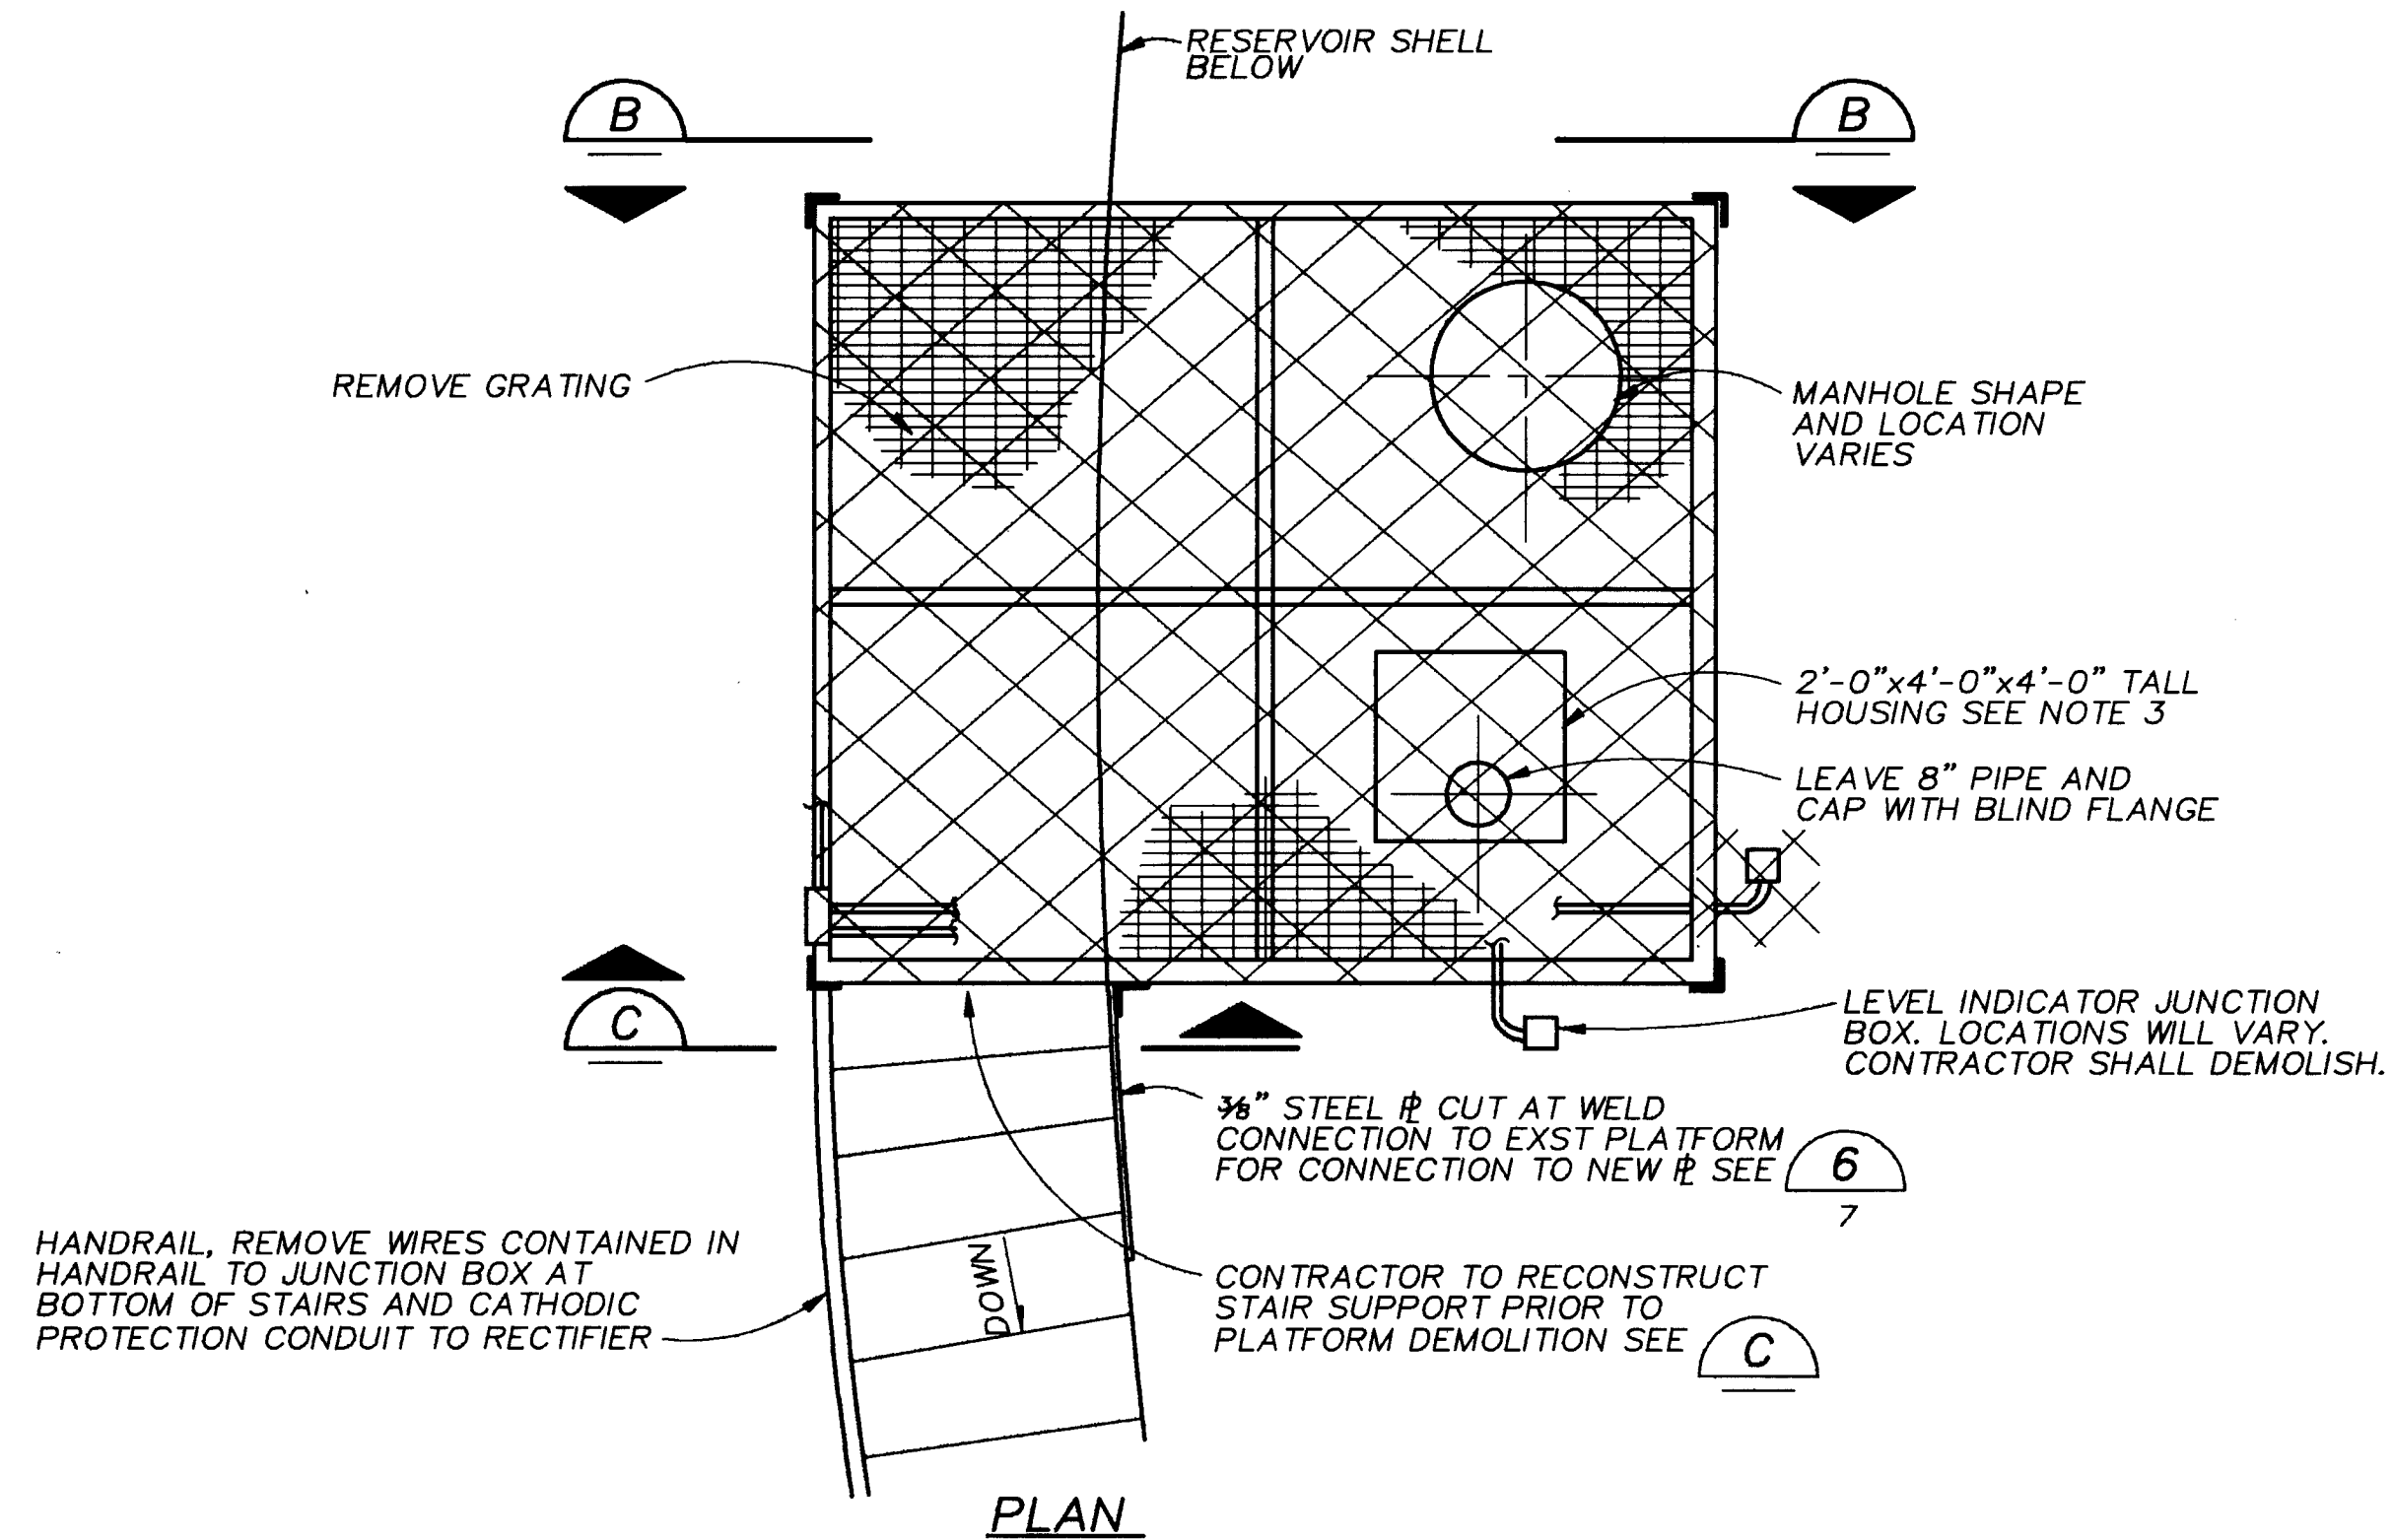 RESERVOIR SHELL
BELOW
B
B
REMOVE GRATING
MANHOLE SHAPE
AND LOCATION
VARIES
2'-0"x4'-0"x4'-0" TALL
HOUSING SEE NOTE 3
LEAVE 8" PIPE AND
CAP WITH BLIND FLANGE
C
LEVEL INDICATOR JUNCTION
BOX. LOCATIONS WILL VARY.
CONTRACTOR SHALL DEMOLISH.
3/8" STEEL ⅊ CUT AT WELD
CONNECTION TO EXST PLATFORM
FOR CONNECTION TO NEW ⅊ SEE
6
7
HANDRAIL, REMOVE WIRES CONTAINED IN
HANDRAIL TO JUNCTION BOX AT
BOTTOM OF STAIRS AND CATHODIC
PROTECTION CONDUIT TO RECTIFIER
DOWN
CONTRACTOR TO RECONSTRUCT
STAIR SUPPORT PRIOR TO
PLATFORM DEMOLITION SEE
C
PLAN